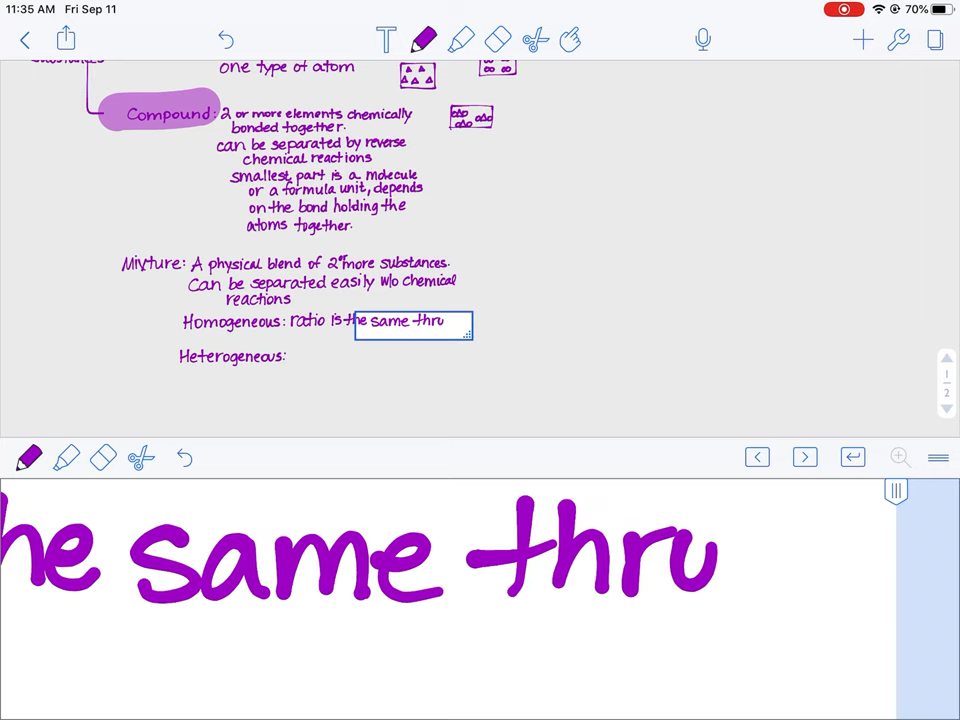 11:35 AM Fri Sep 11
70%
one type of atom
Compound: 2 or more elements chemically
bonded together.
can be separated by reverse
chemical reactions
smallest part is a molecule
or a formula unit, depends
on the bond holding the
atoms together.
Mixture: A physical blend of 2 or more substances.
Can be separated easily w/o chemical
reactions
Homogeneous: ratio is the same thru
Heterogeneous:
1
2
he same thru